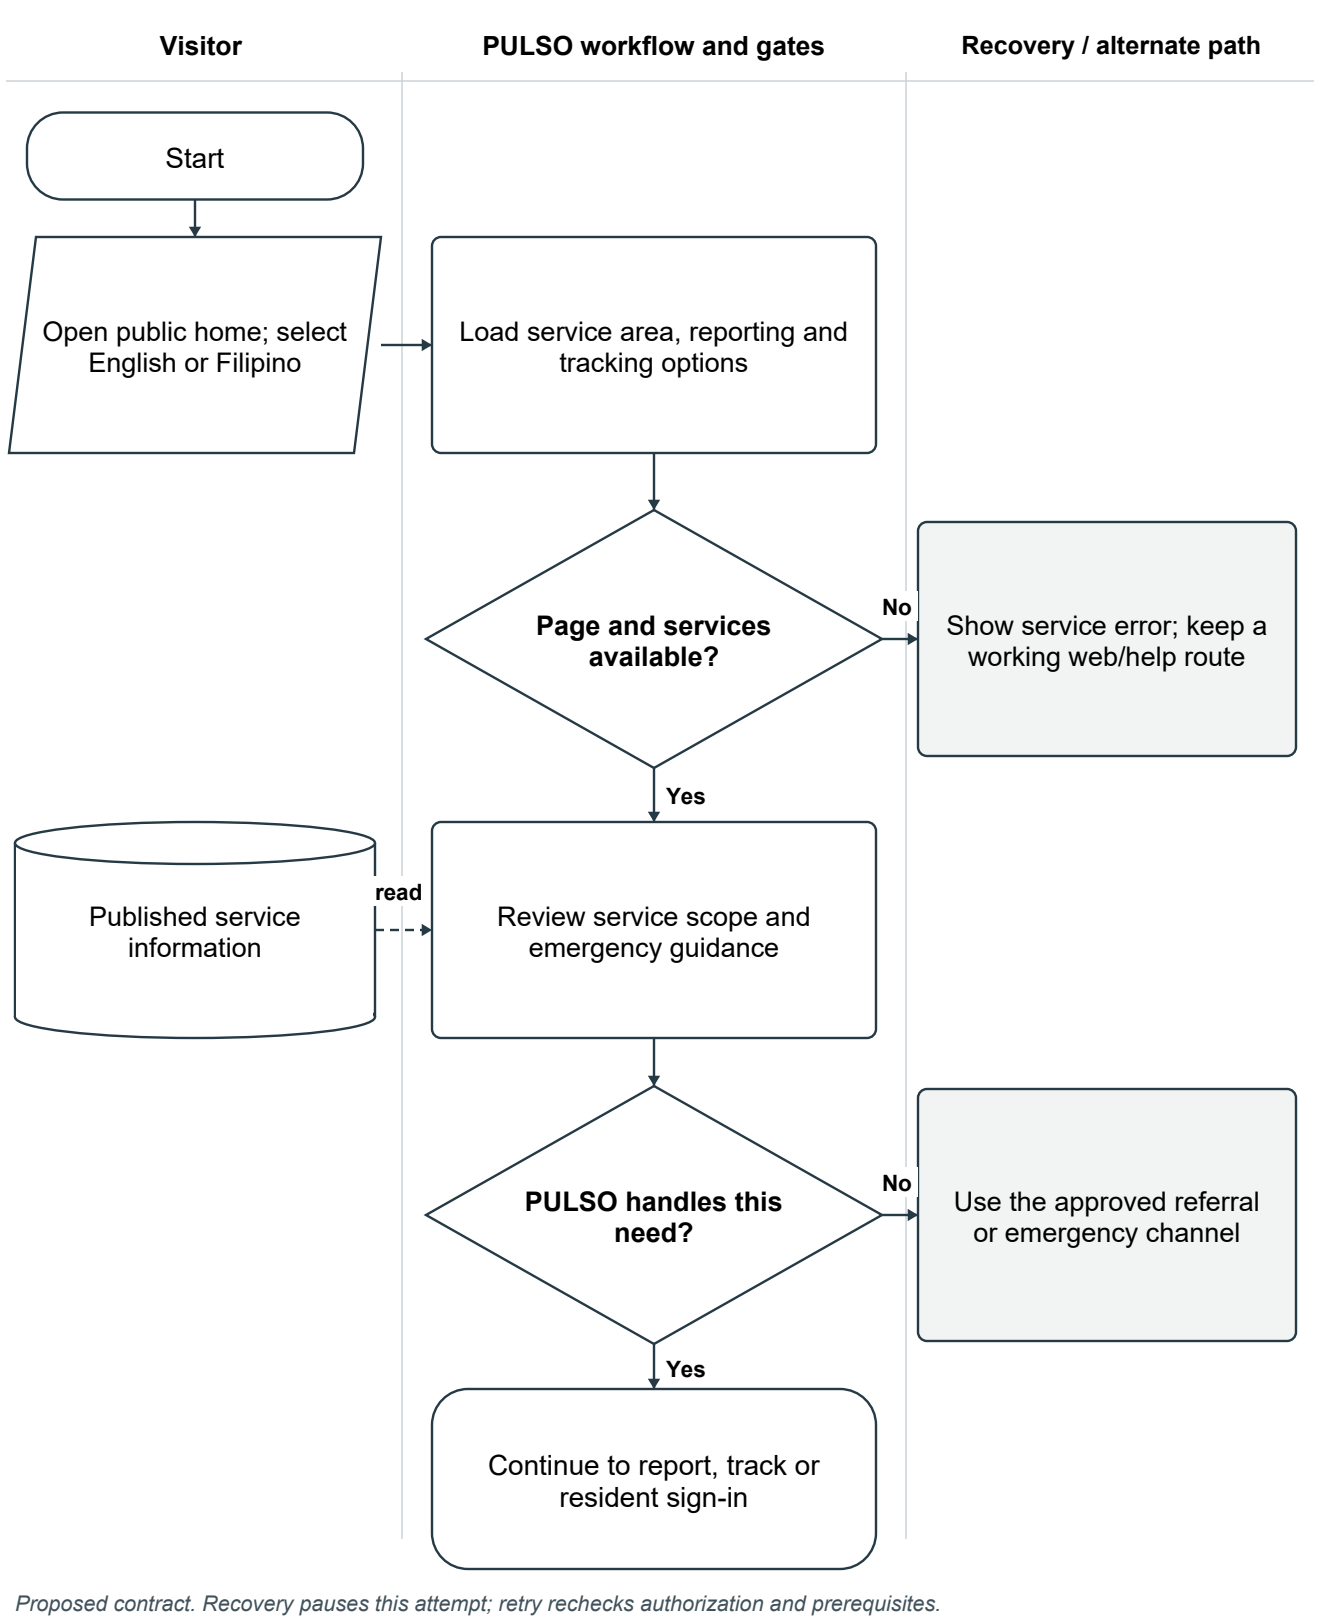 Visitor
PULSO workflow and gates
Recovery / alternate path
Start
Open public home; select
English or Filipino
Load service area, reporting and
tracking options
Page and services
available?
No
Show service error; keep a
working web/help route
Yes
Published service
information
read
Review service scope and
emergency guidance
PULSO handles this
need?
No
Use the approved referral
or emergency channel
Yes
Continue to report, track or
resident sign-in
Proposed contract. Recovery pauses this attempt; retry rechecks authorization and prerequisites.